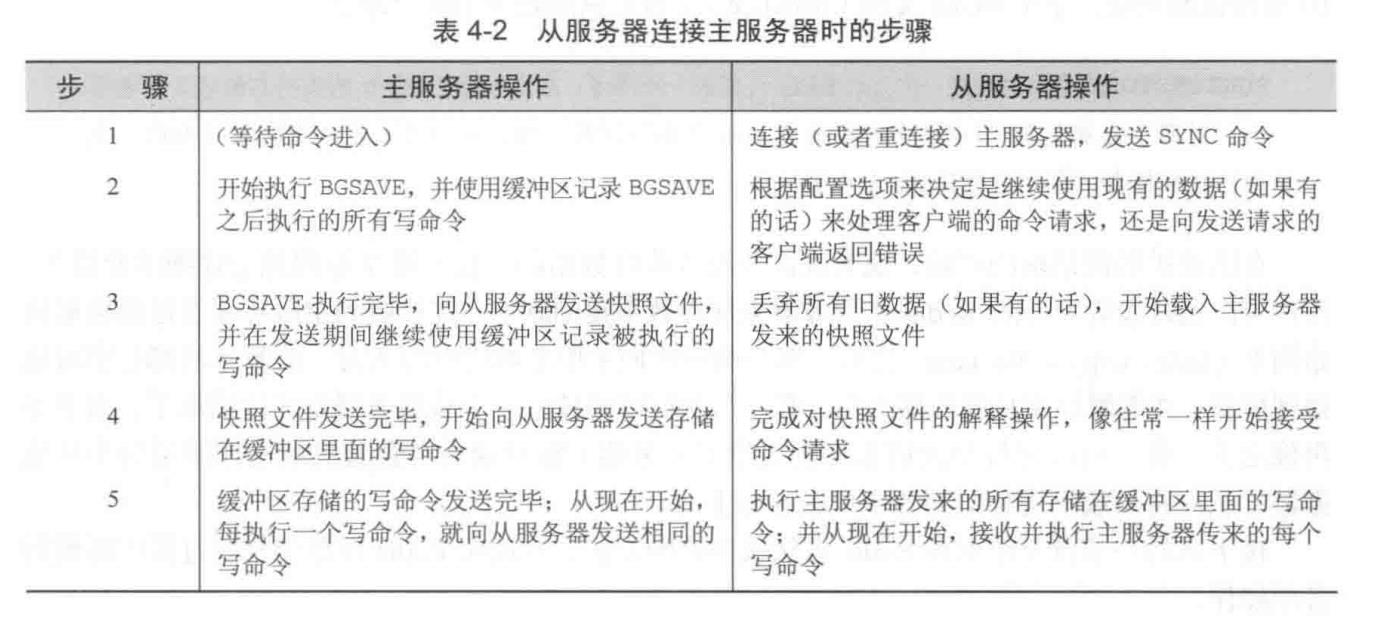 表 4-2 从服务器连接主服务器时的步骤
步 骤 主服务器操作 从服务器操作
1 （等待命令进入） 连接（或者重连接）主服务器，发送 SYNC 命令
2 开始执行 BGSAVE，并使用缓冲区记录 BGSAVE 根据配置选项来决定是继续使用现有的数据（如果有
之后执行的所有写命令 的话）来处理客户端的命令请求，还是向发送请求的
客户端返回错误
3 BGSAVE 执行完毕，向从服务器发送快照文件， 丢弃所有旧数据（如果有的话），开始载入主服务器
并在发送期间继续使用缓冲区记录被执行的 发来的快照文件
写命令
4 快照文件发送完毕，开始向从服务器发送存储 完成对快照文件的解释操作，像往常一样开始接受
在缓冲区里面的写命令 命令请求
5 缓冲区存储的写命令发送完毕；从现在开始， 执行主服务器发来的所有存储在缓冲区里面的写命
每执行一个写命令，就向从服务器发送相同的 令；并从现在开始，接收并执行主服务器传来的每个
写命令 写命令